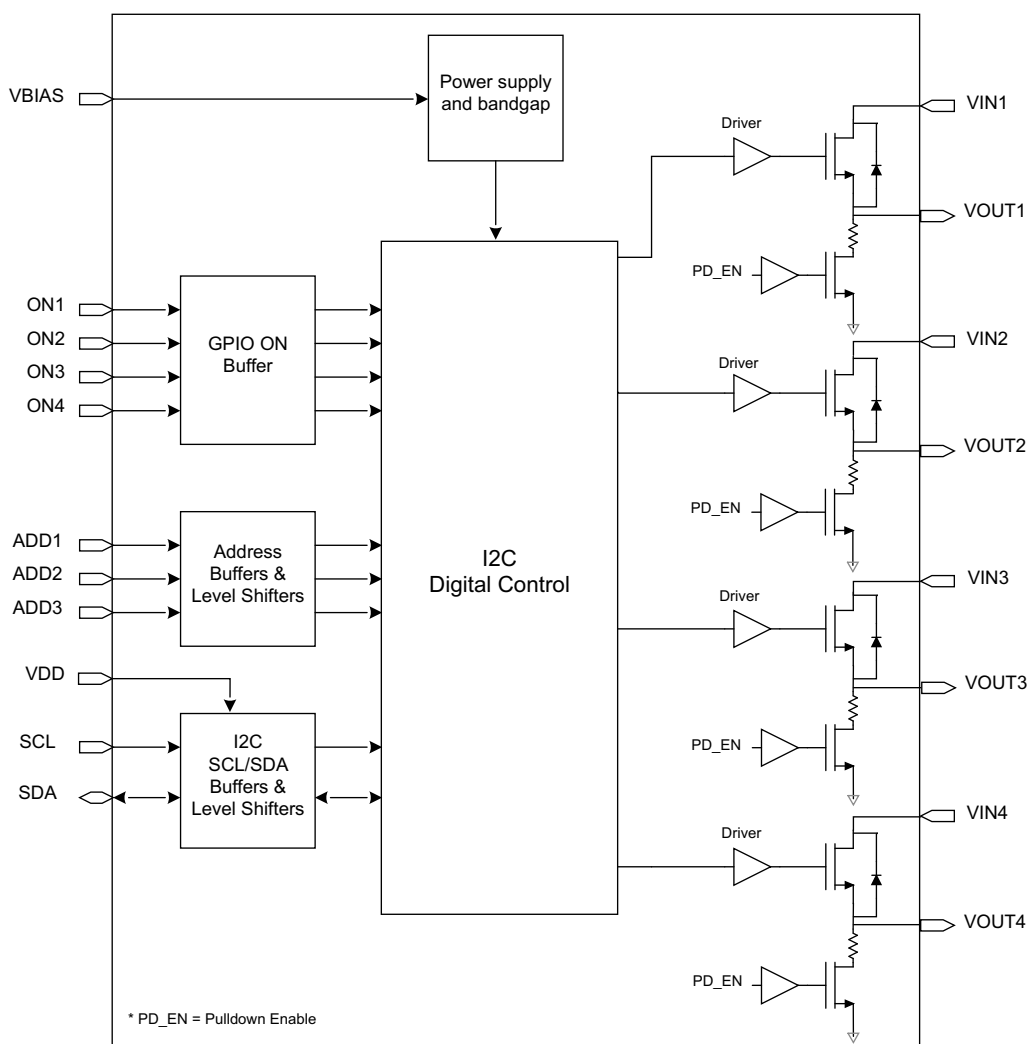 VBIAS
Power supply
and bandgap
VIN1
Driver
VOUT1
PD_EN
ON1
ON2
ON3
ON4
GPIO ON
Buffer
VIN2
Driver
VOUT2
PD_EN
ADD1
ADD2
ADD3
Address
Buffers &
Level Shifters
I2C
Digital Control
VIN3
Driver
VOUT3
PD_EN
VDD
SCL
SDA
I2C
SCL/SDA
Buffers &
Level Shifters
VIN4
Driver
VOUT4
PD_EN
* PD_EN = Pulldown Enable